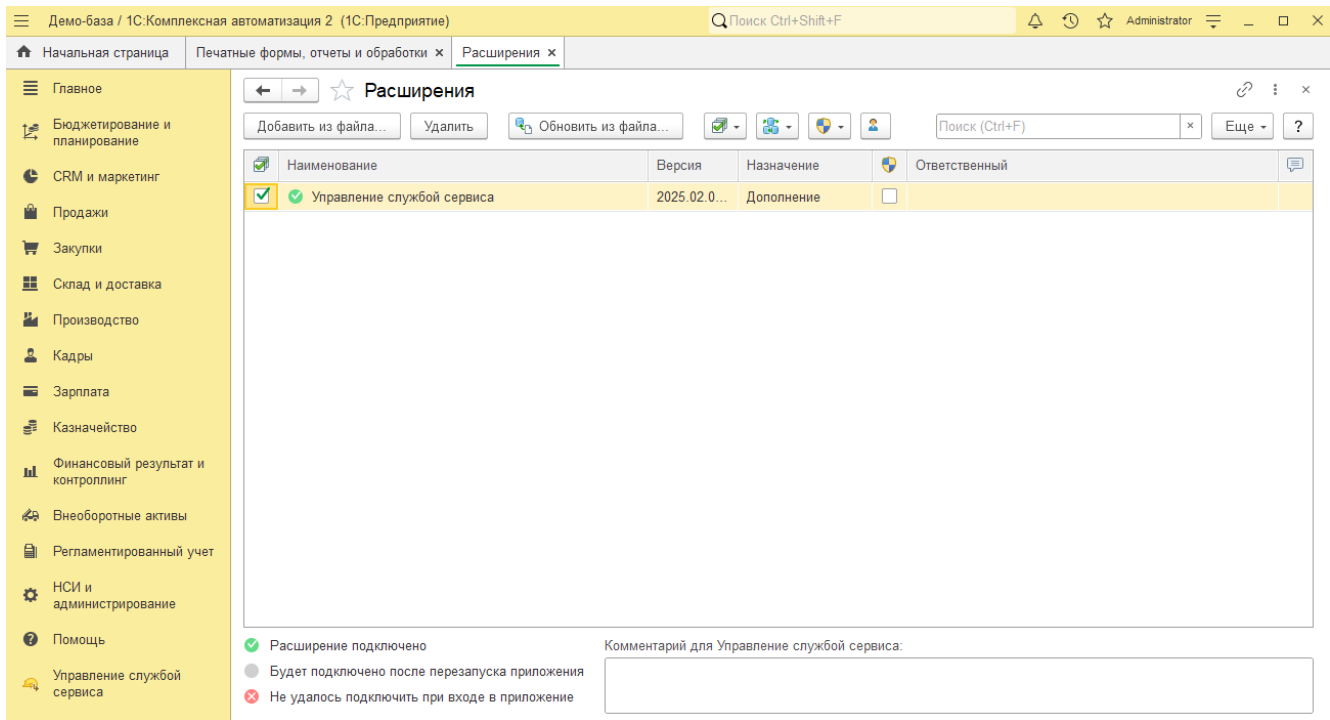 Демо-база / 1С:Комплексная автоматизация 2 (1С:Предприятие)
Поиск Ctrl+Shift+F
Administrator
Начальная страница
Печатные формы, отчеты и обработки ×
Расширения ×
Главное
Бюджетирование и
планирование
CRM и маркетинг
Продажи
Закупки
Склад и доставка
Производство
Кадры
Зарплата
Казначейство
Финансовый результат и
контроллинг
Внеоборотные активы
Регламентированный учет
НСИ и
администрирование
Помощь
Управление службой
сервиса
Расширения
Добавить из файла...
Удалить
Обновить из файла...
Поиск (Ctrl+F)
×
Еще
?
Наименование
Версия
Назначение
Ответственный
Управление службой сервиса
2025.02.0...
Дополнение
Расширение подключено
Будет подключено после перезапуска приложения
Не удалось подключить при входе в приложение
Комментарий для Управление службой сервиса: